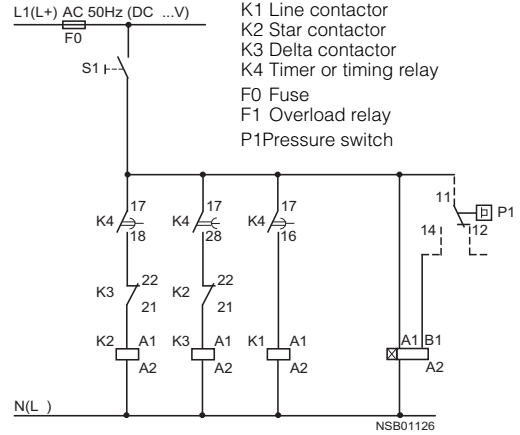 L1(L+) AC 50Hz (DC ...V)
F0
S1
K1 Line contactor
K2 Star contactor
K3 Delta contactor
K4 Timer or timing relay
F0 Fuse
F1 Overload relay
P1Pressure switch
11
P1
14 12
K4 17 K4 17 K4 17
18 28 16
K3 22 K2 22
21 21
K2 A1 K3 A1 K1 A1 A1 B1
A2 A2 A2 A2
N(L )
NSB01126